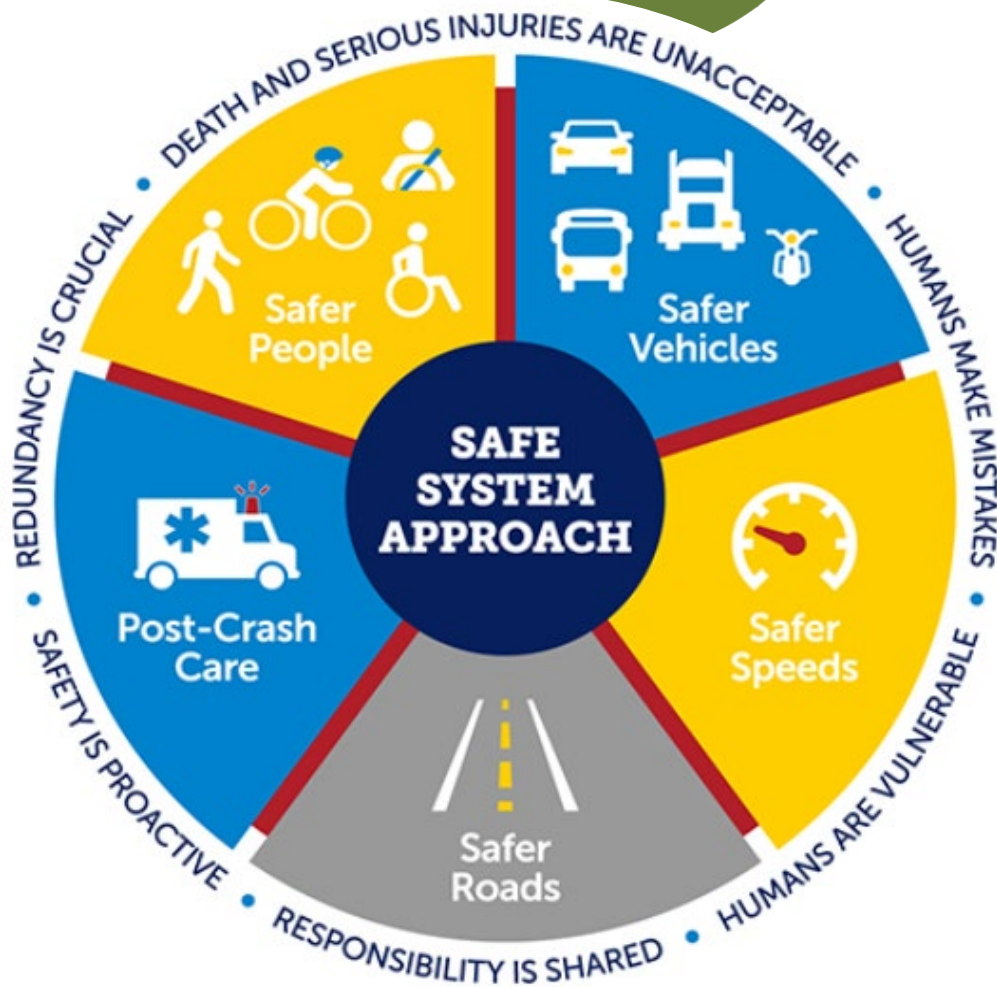 DEATH AND SERIOUS INJURIES ARE UNACCEPTABLE
HUMANS MAKE MISTAKES
HUMANS ARE VULNERABLE
RESPONSIBILITY IS SHARED
SAFETY IS PROACTIVE
REDUNDANCY IS CRUCIAL
Safer
People
Safer
Vehicles
SAFE
SYSTEM
APPROACH
Post-Crash
Care
Safer
Speeds
Safer
Roads